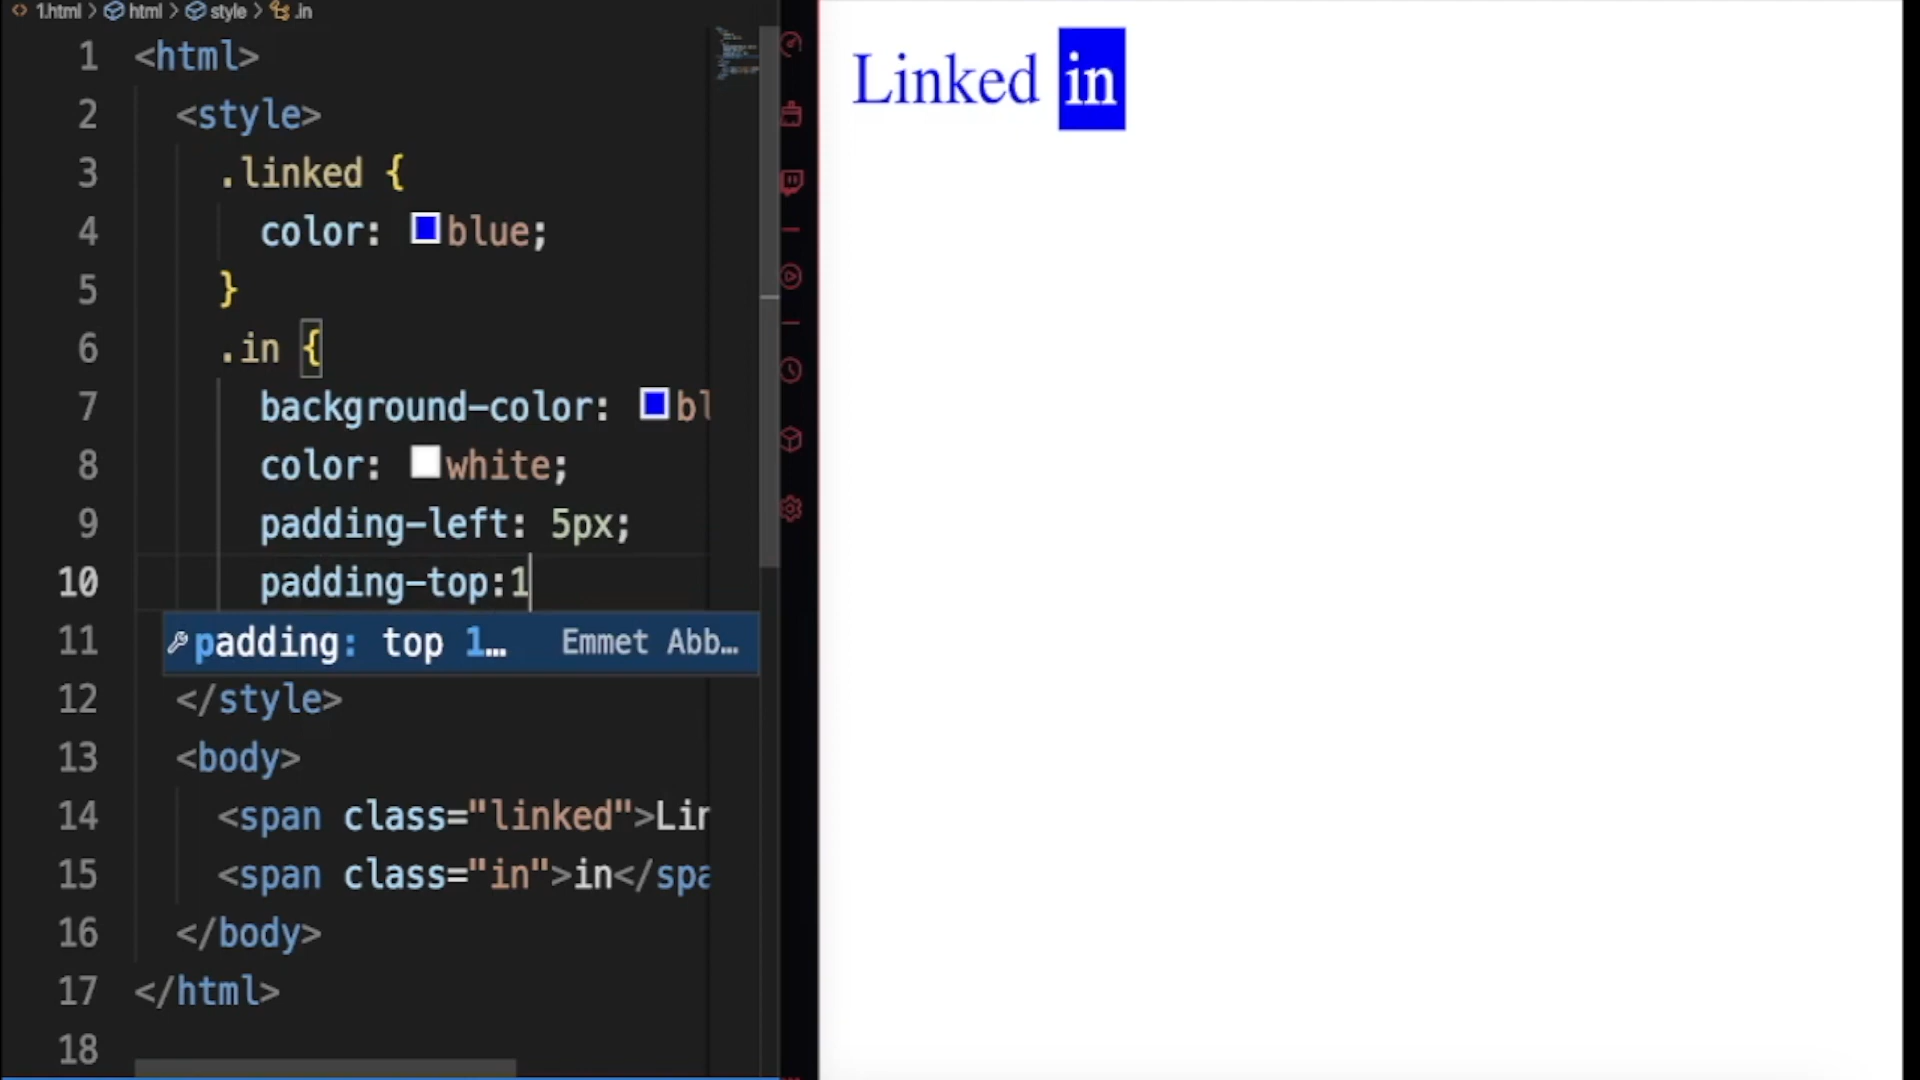 1.html > html > style > .in
1 <html>
2 <style>
3 .linked {
4 color: blue;
5 }
6 .in {
7 background-color: bl
8 color: white;
9 padding-left: 5px;
10 padding-top:1
11 padding: top 1… Emmet Abb…
12 </style>
13 <body>
14 <span class="linked">Lin
15 <span class="in">in</spa
16 </body>
17 </html>
18
Linked in